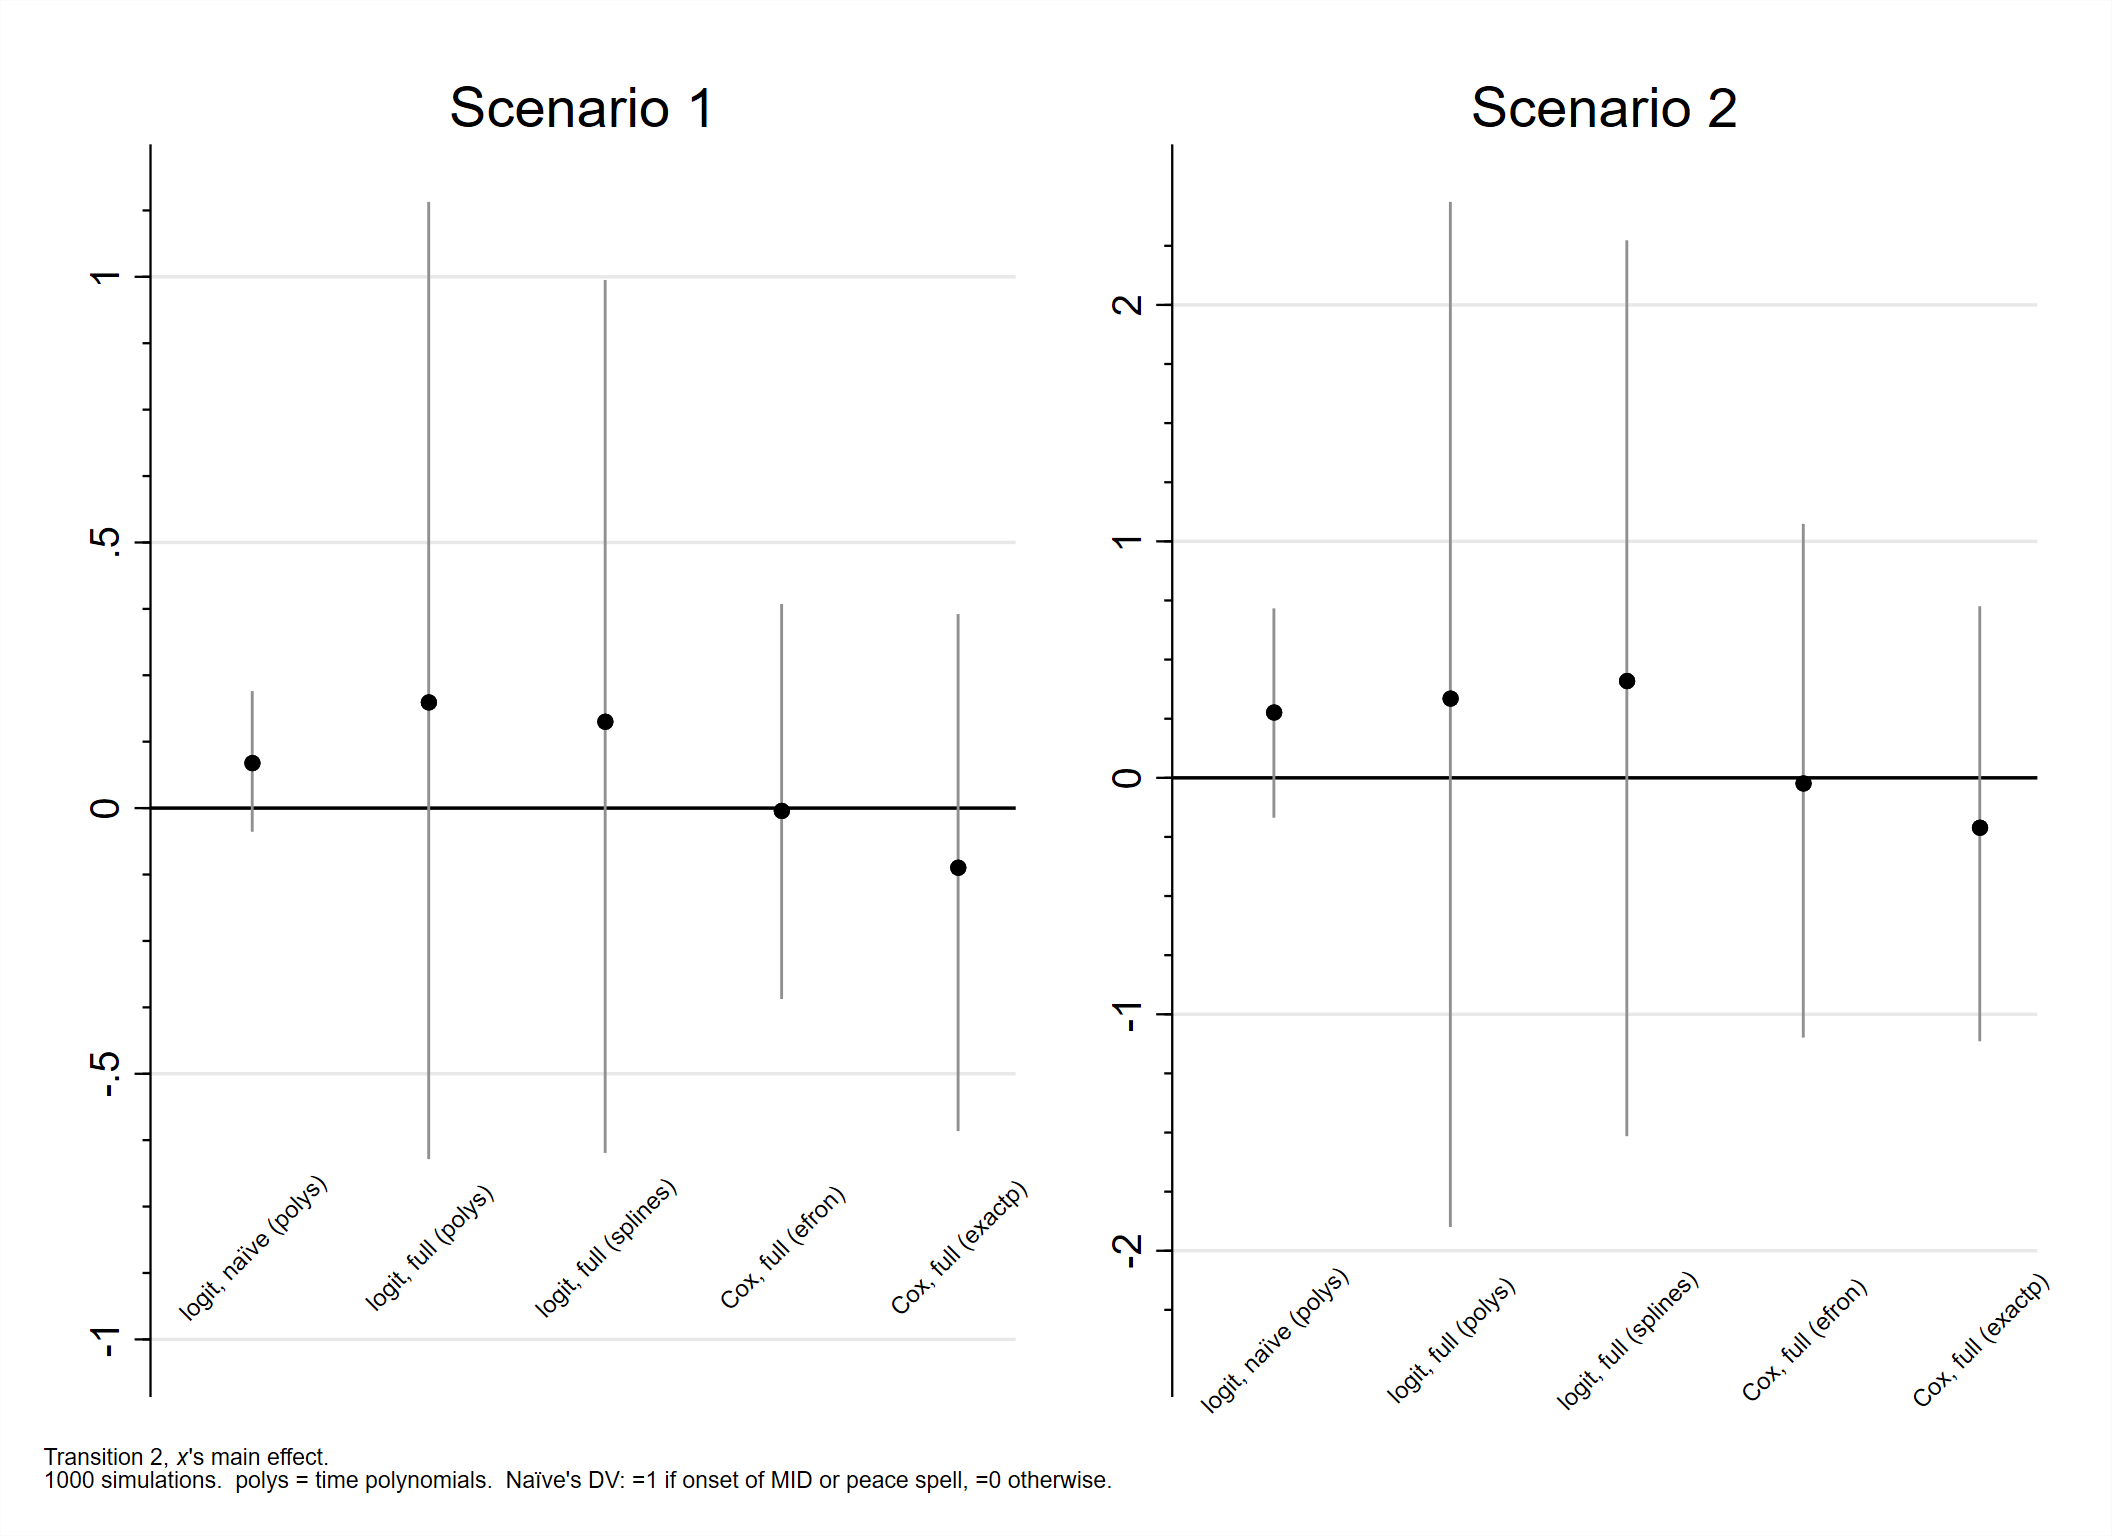 Scenario 1
1
.5
0
-.5
-1
logit, naïve (polys)
logit, full (polys)
logit, full (splines)
Cox, full (efron)
Cox, full (exactp)
Scenario 2
2
1
0
-1
-2
logit, naïve (polys)
logit, full (polys)
logit, full (splines)
Cox, full (efron)
Cox, full (exactp)
Transition 2, x's main effect.
1000 simulations.  polys = time polynomials.  Naïve's DV: =1 if onset of MID or peace spell, =0 otherwise.